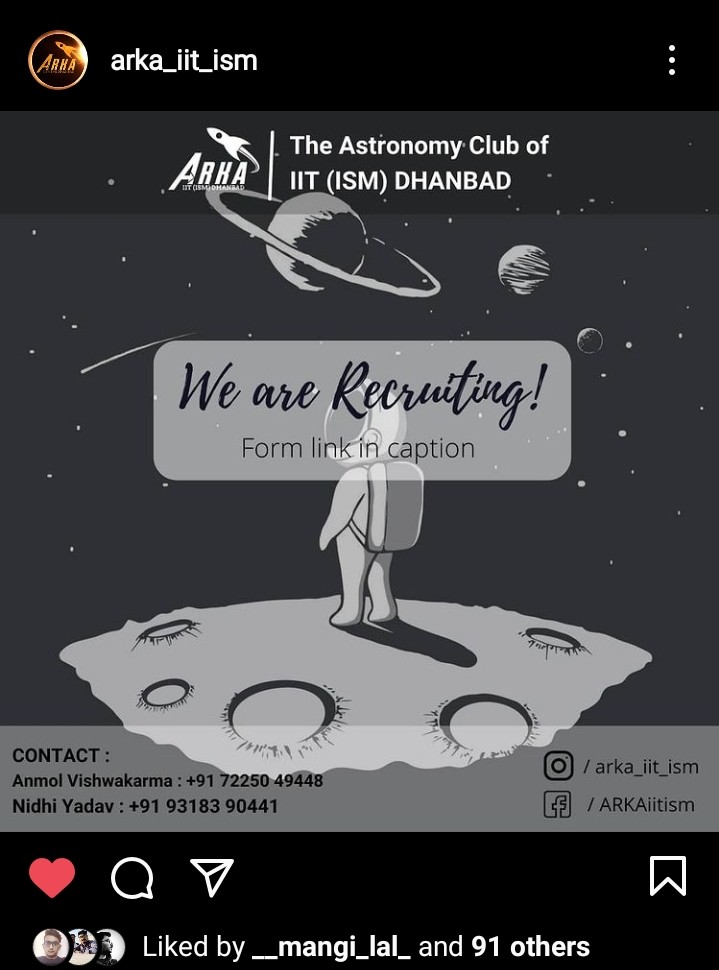 arka_iit_ism
ARKA
The Astronomy Club of
IIT (ISM) DHANBAD
ARKA
IIT (ISM) DHANBAD
We are Recruiting!
Form link in caption
CONTACT :
Anmol Vishwakarma : +91 72250 49448
Nidhi Yadav : +91 93183 90441
/ arka_iit_ism
/ ARKAiitism
Liked by __mangi_lal_ and 91 others